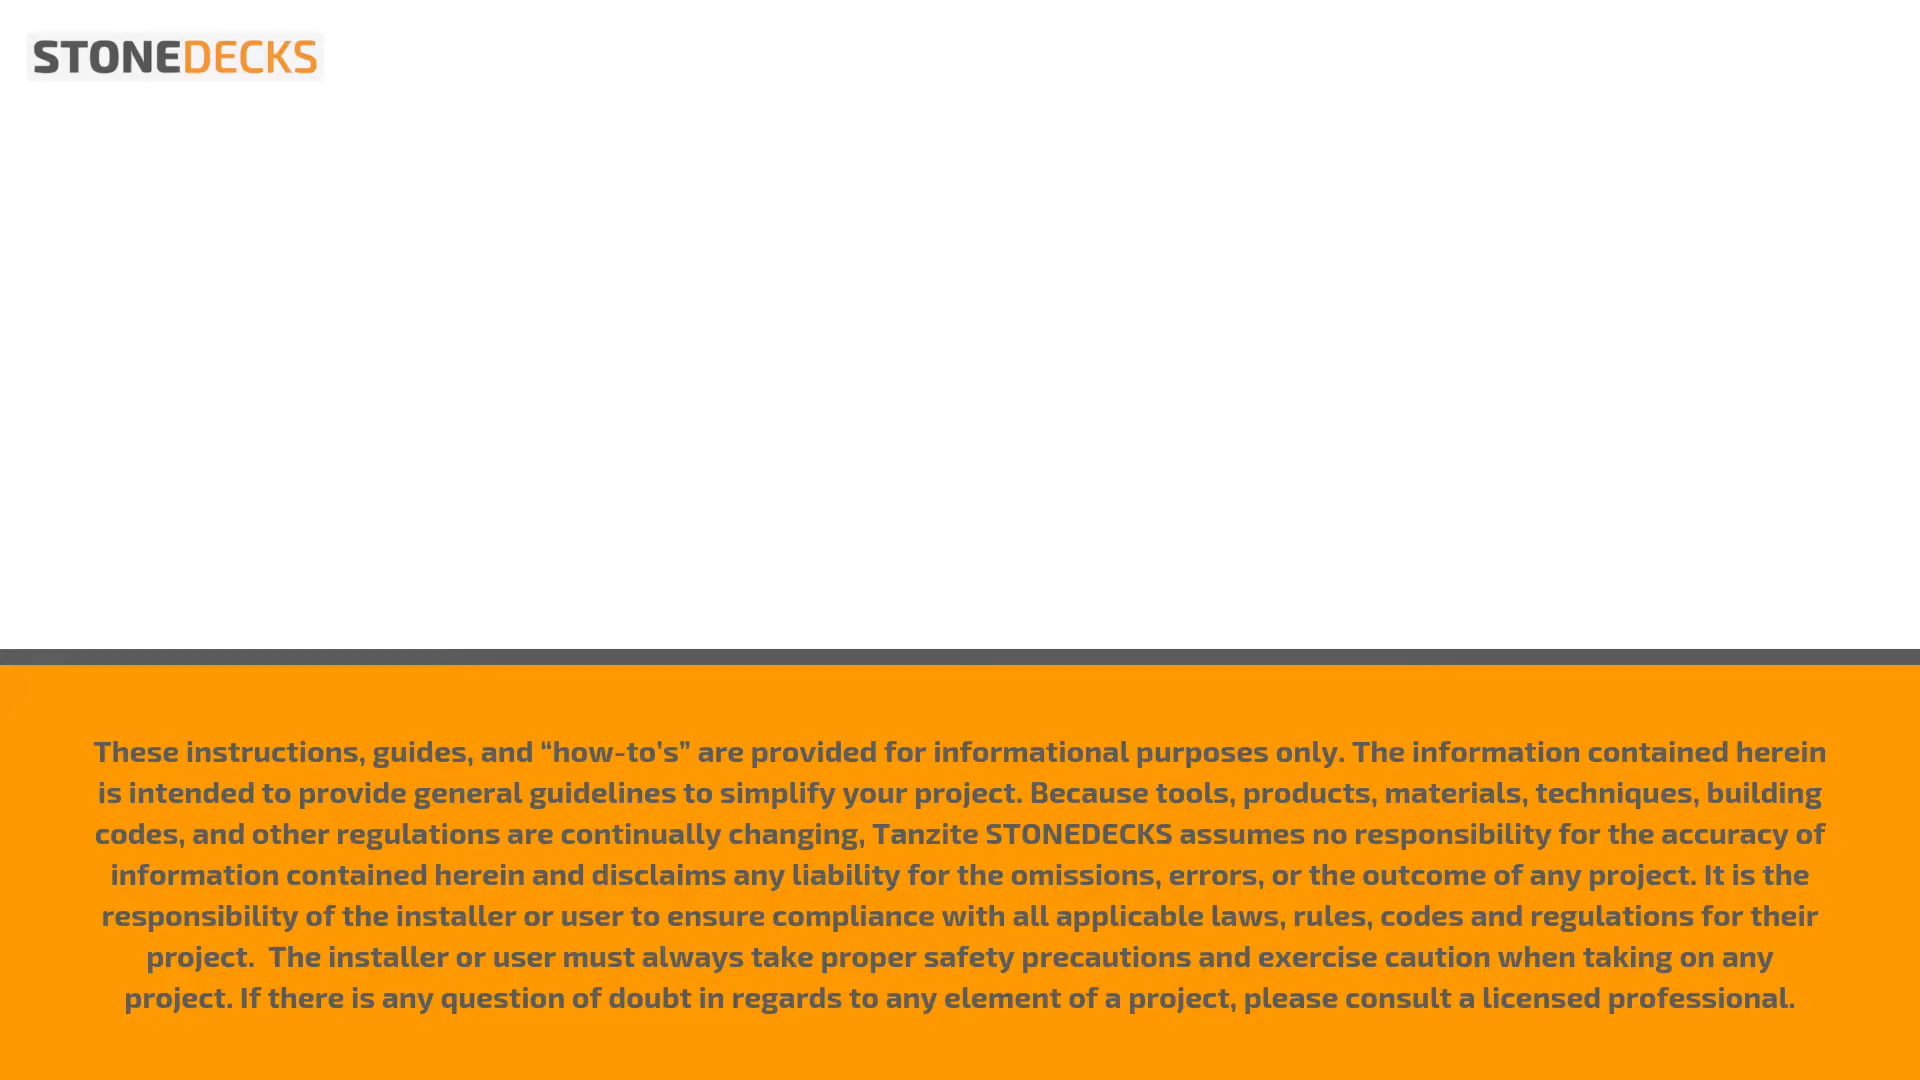 STONEDECKS
These instructions, guides, and “how-to’s” are provided for informational purposes only. The information contained herein
is intended to provide general guidelines to simplify your project. Because tools, products, materials, techniques, building
codes, and other regulations are continually changing, Tanzite STONEDECKS assumes no responsibility for the accuracy of
information contained herein and disclaims any liability for the omissions, errors, or the outcome of any project. It is the
responsibility of the installer or user to ensure compliance with all applicable laws, rules, codes and regulations for their
project.  The installer or user must always take proper safety precautions and exercise caution when taking on any
project. If there is any question of doubt in regards to any element of a project, please consult a licensed professional.